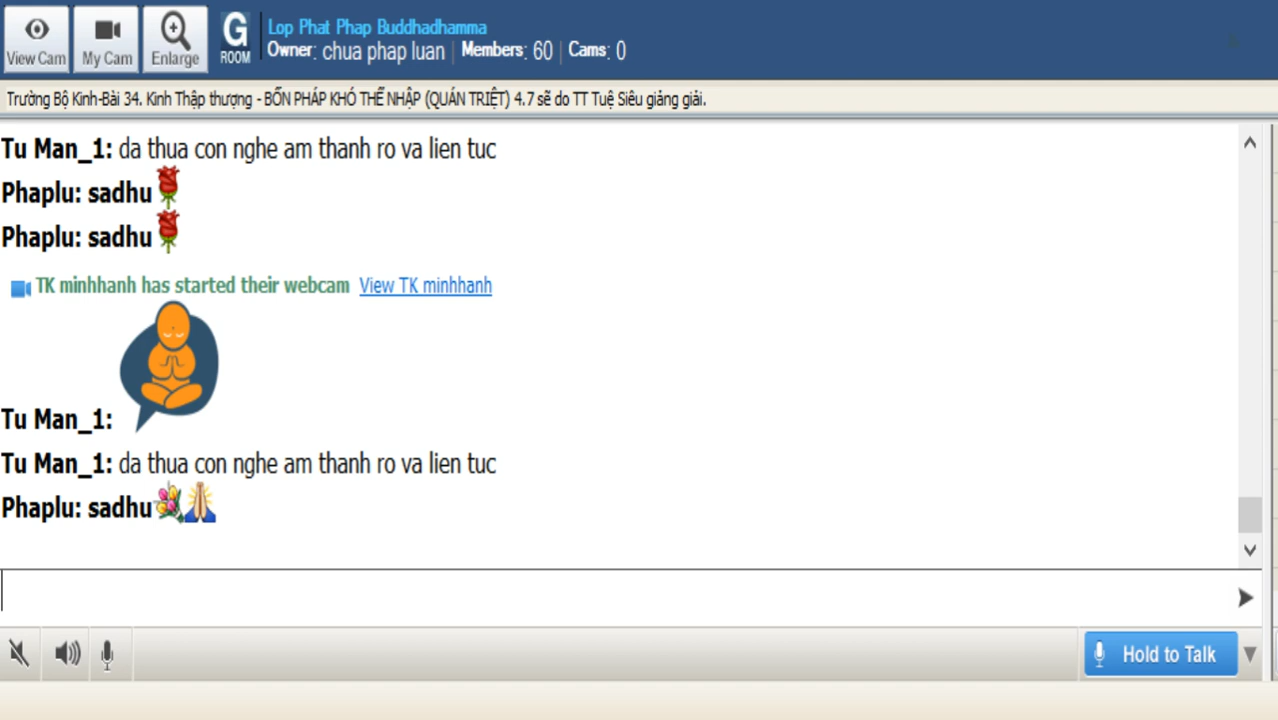 View Cam
My Cam
Enlarge
G
ROOM
Lop Phat Phap Buddhadhamma
Owner: chua phap luan | Members: 60 | Cams: 0
Trường Bộ Kinh-Bài 34. Kinh Thập thượng - BỐN PHÁP KHÓ THỂ NHẬP (QUÁN TRIỆT) 4.7 sẽ do TT Tuệ Siêu giảng giải.
Tu Man_1: da thua con nghe am thanh ro va lien tuc
Phaplu: sadhu
Phaplu: sadhu
TK minhhanh has started their webcam View TK minhhanh
Tu Man_1:
Tu Man_1: da thua con nghe am thanh ro va lien tuc
Phaplu: sadhu
Hold to Talk